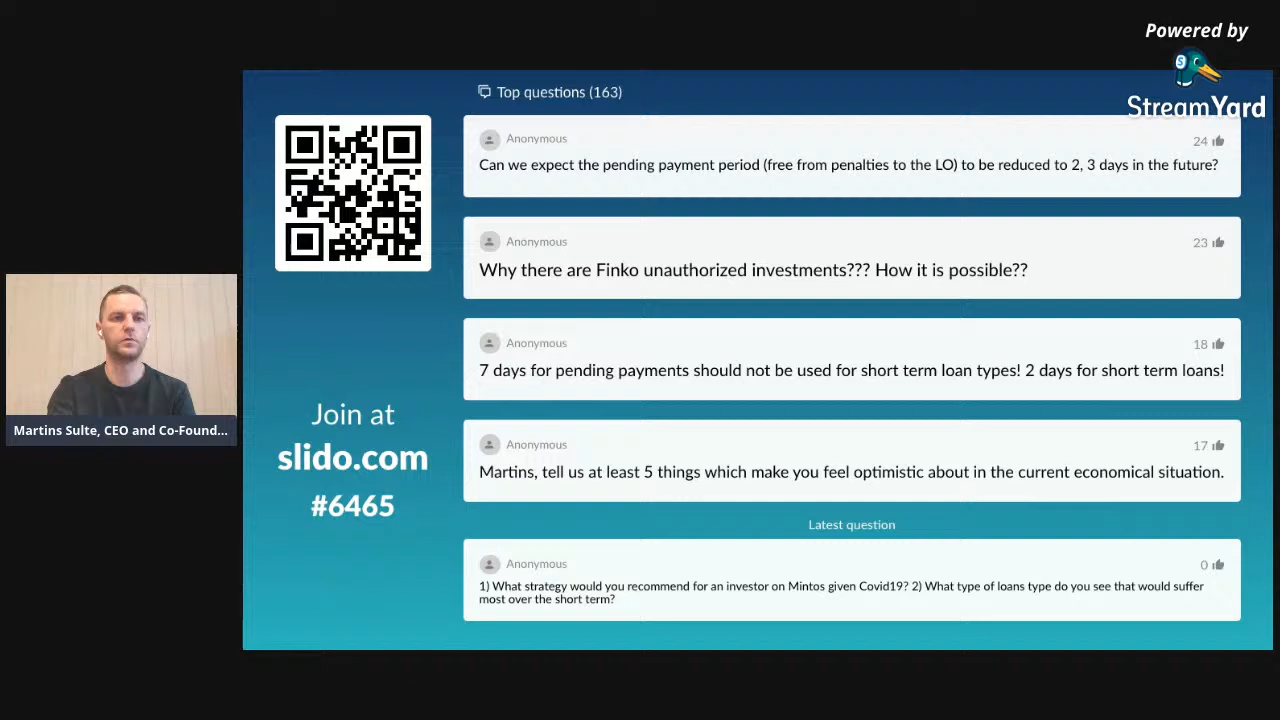 Powered by
StreamYard
Top questions (163)
Anonymous
24
Can we expect the pending payment period (free from penalties to the LO) to be reduced to 2, 3 days in the future?
Anonymous
23
Why there are Finko unauthorized investments??? How it is possible??
Anonymous
18
7 days for pending payments should not be used for short term loan types! 2 days for short term loans!
Anonymous
17
Martins, tell us at least 5 things which make you feel optimistic about in the current economical situation.
Latest question
Anonymous
0
1) What strategy would you recommend for an investor on Mintos given Covid19? 2) What type of loans type do you see that would suffer
most over the short term?
Join at
slido.com
#6465
Martins Sulte, CEO and Co-Found...